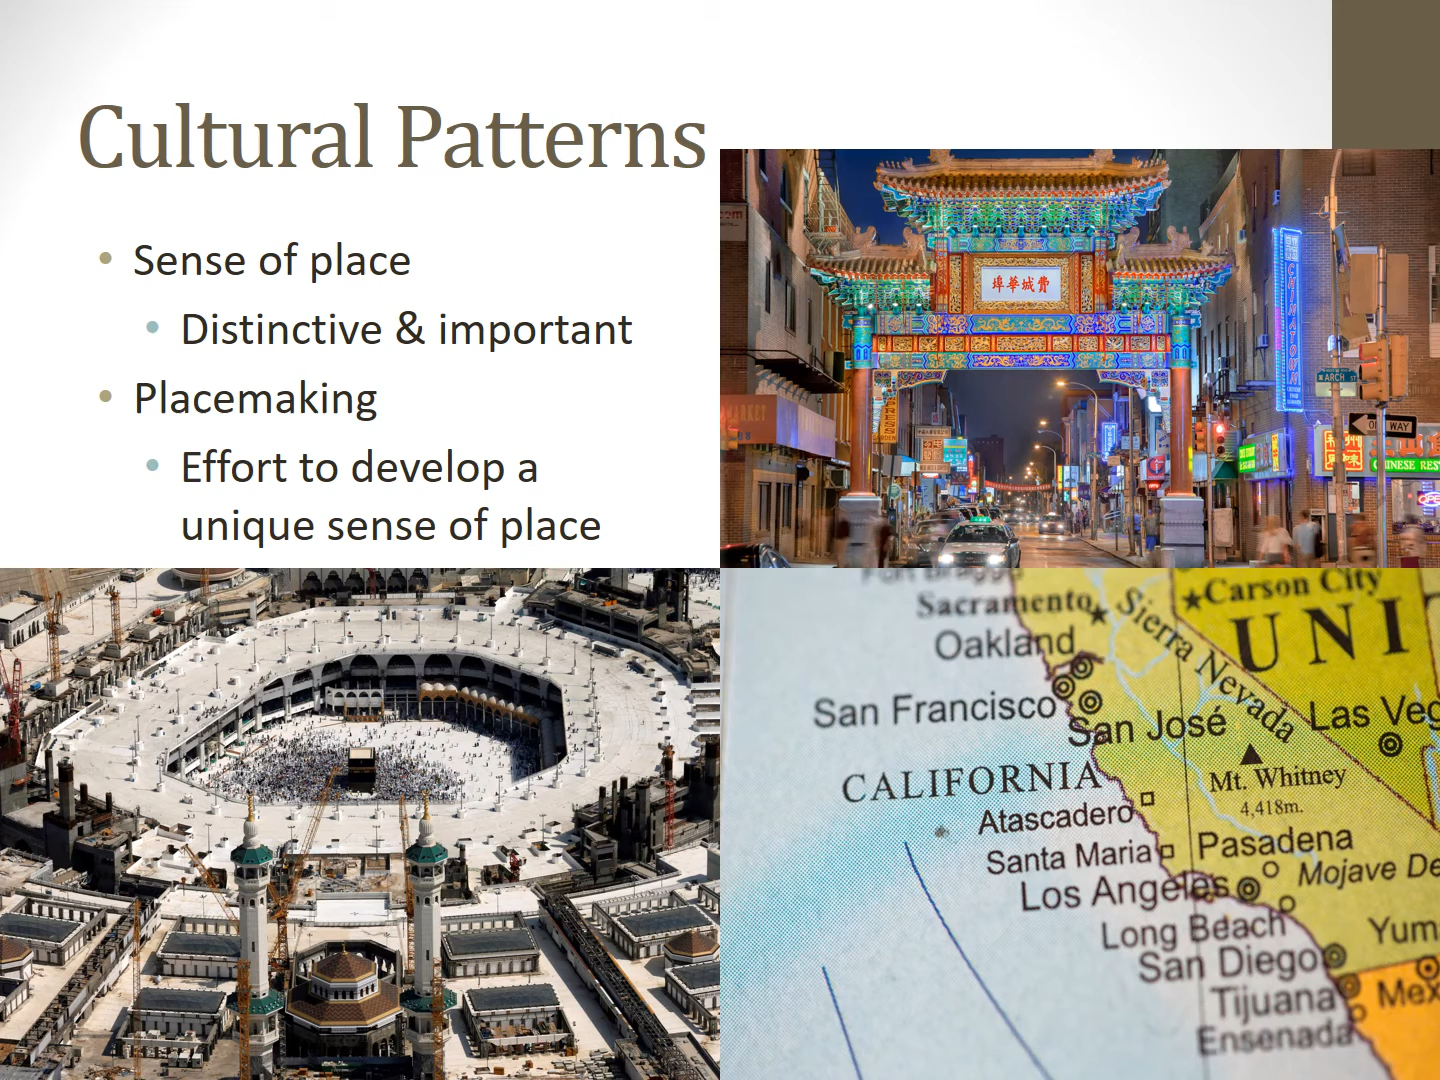 Cultural Patterns
Sense of place
Distinctive & important
Placemaking
Effort to develop a
unique sense of place
埠華城費
CHINATOWN
ARCH ST
MARKET
ONE WAY
CHINESE RES
Sacramento
Carson City
Sierra Nevada
UNI
Oakland
San Francisco
San José
Las Veg
CALIFORNIA
Mt. Whitney
4,418m.
Atascadero
Santa Maria
Pasadena
Mojave De
Los Angeles
Long Beach
Yum
San Diego
Tijuana
Mex
Ensenada